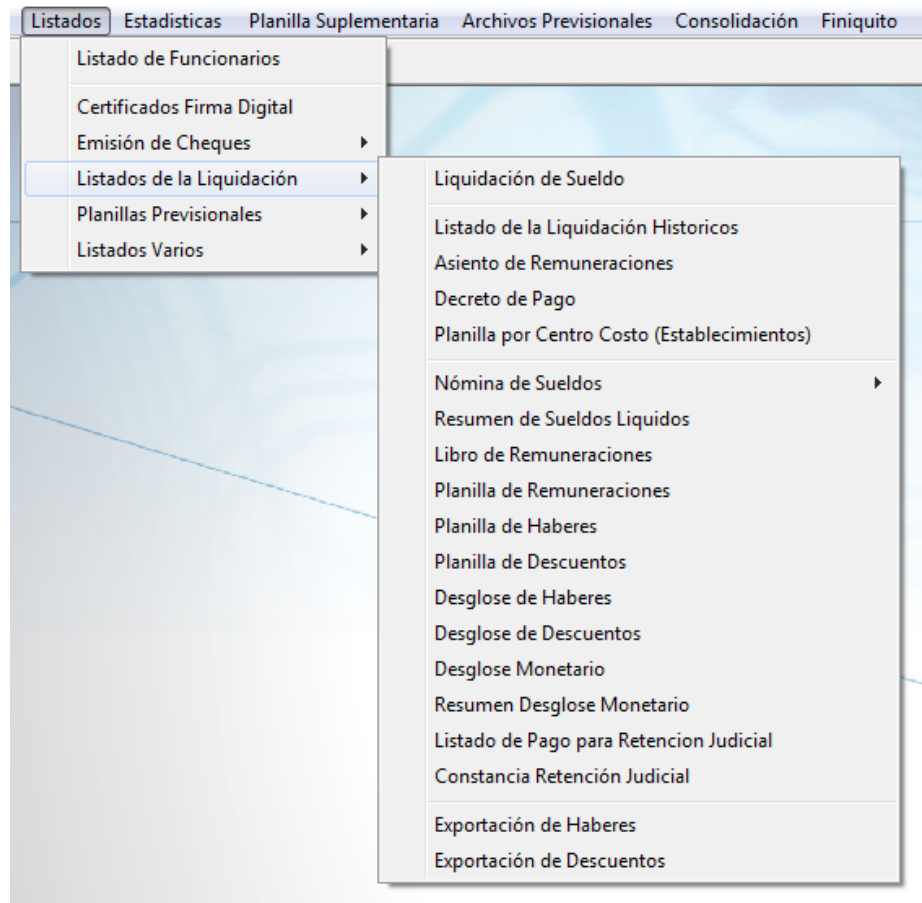 Listados Estadisticas Planilla Suplementaria Archivos Previsionales Consolidación Finiquito
Listado de Funcionarios
Certificados Firma Digital
Emisión de Cheques
Listados de la Liquidación
Planillas Previsionales
Listados Varios
Liquidación de Sueldo
Listado de la Liquidación Historicos
Asiento de Remuneraciones
Decreto de Pago
Planilla por Centro Costo (Establecimientos)
Nómina de Sueldos
Resumen de Sueldos Liquidos
Libro de Remuneraciones
Planilla de Remuneraciones
Planilla de Haberes
Planilla de Descuentos
Desglose de Haberes
Desglose de Descuentos
Desglose Monetario
Resumen Desglose Monetario
Listado de Pago para Retencion Judicial
Constancia Retención Judicial
Exportación de Haberes
Exportación de Descuentos